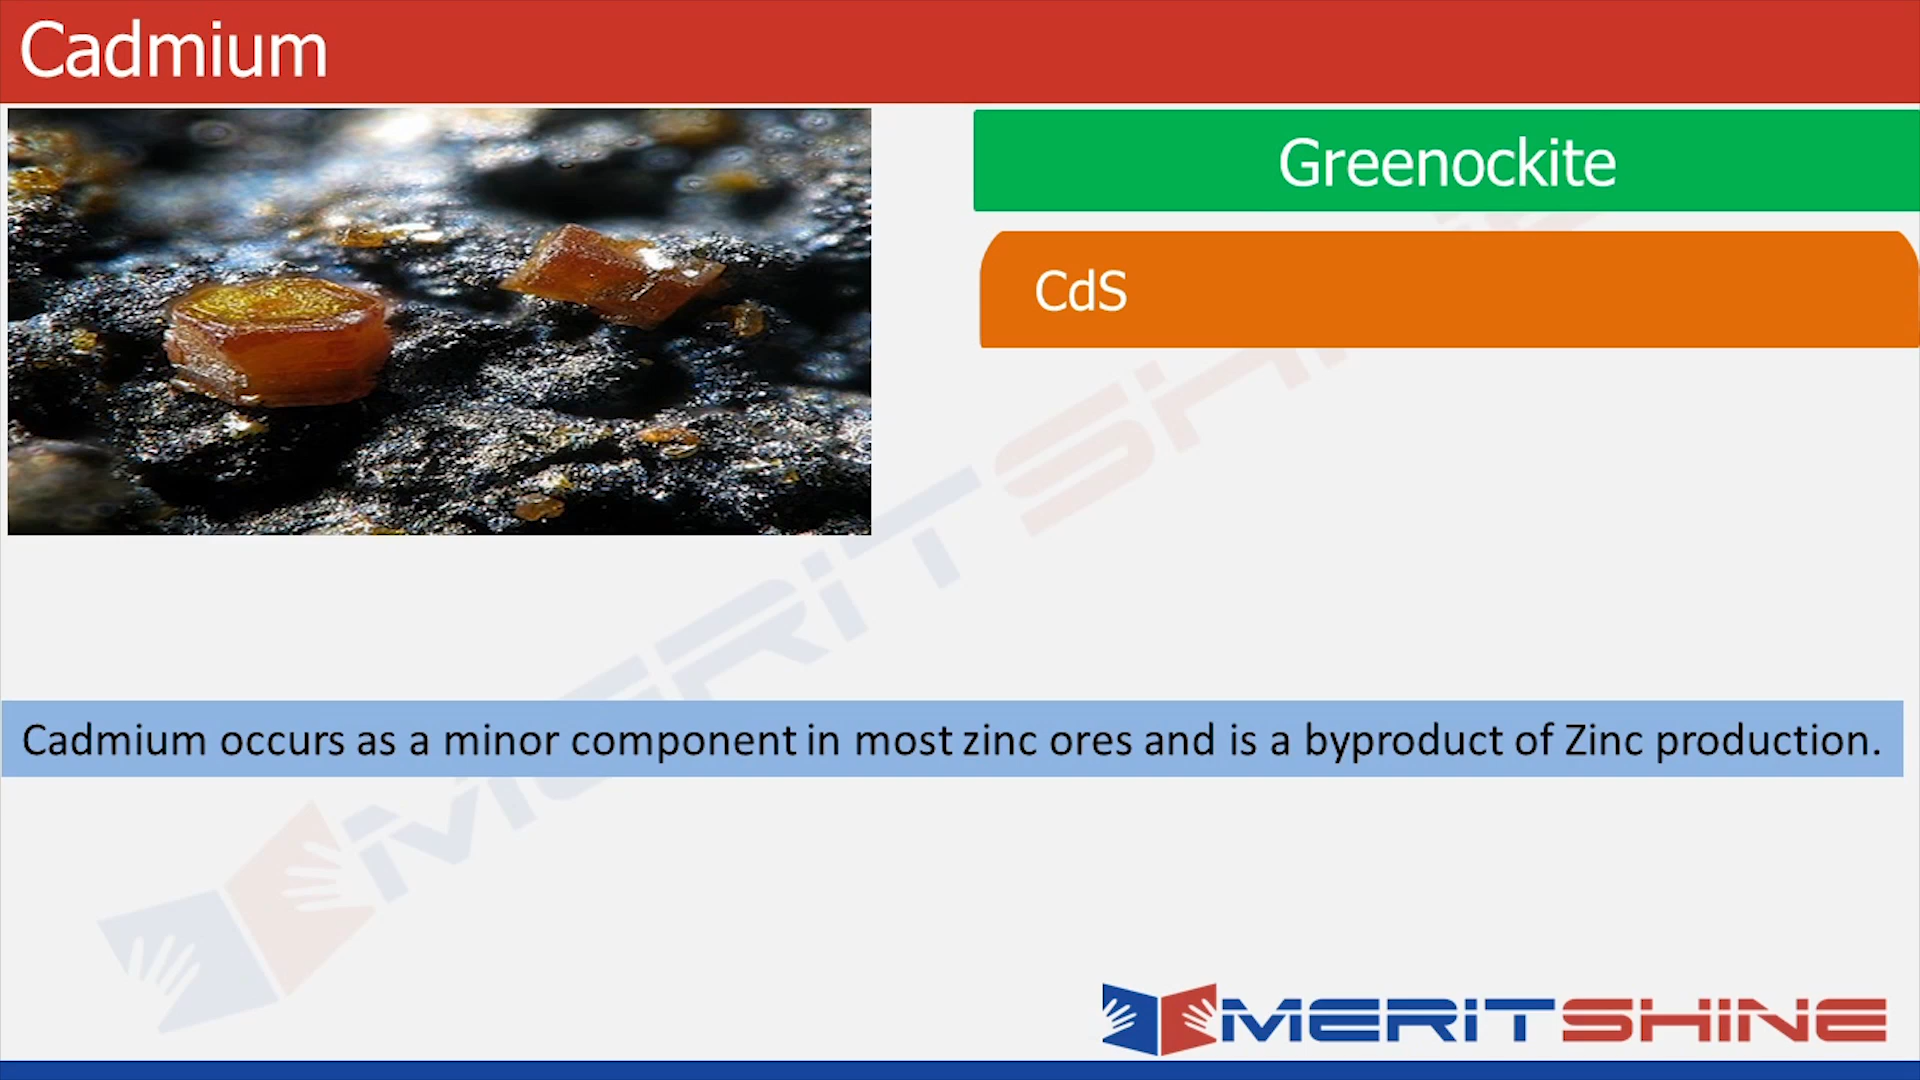 Cadmium
Greenockite
CdS
MERITSHINE
Cadmium occurs as a minor component in most zinc ores and is a byproduct of Zinc production.
MERITSHINE